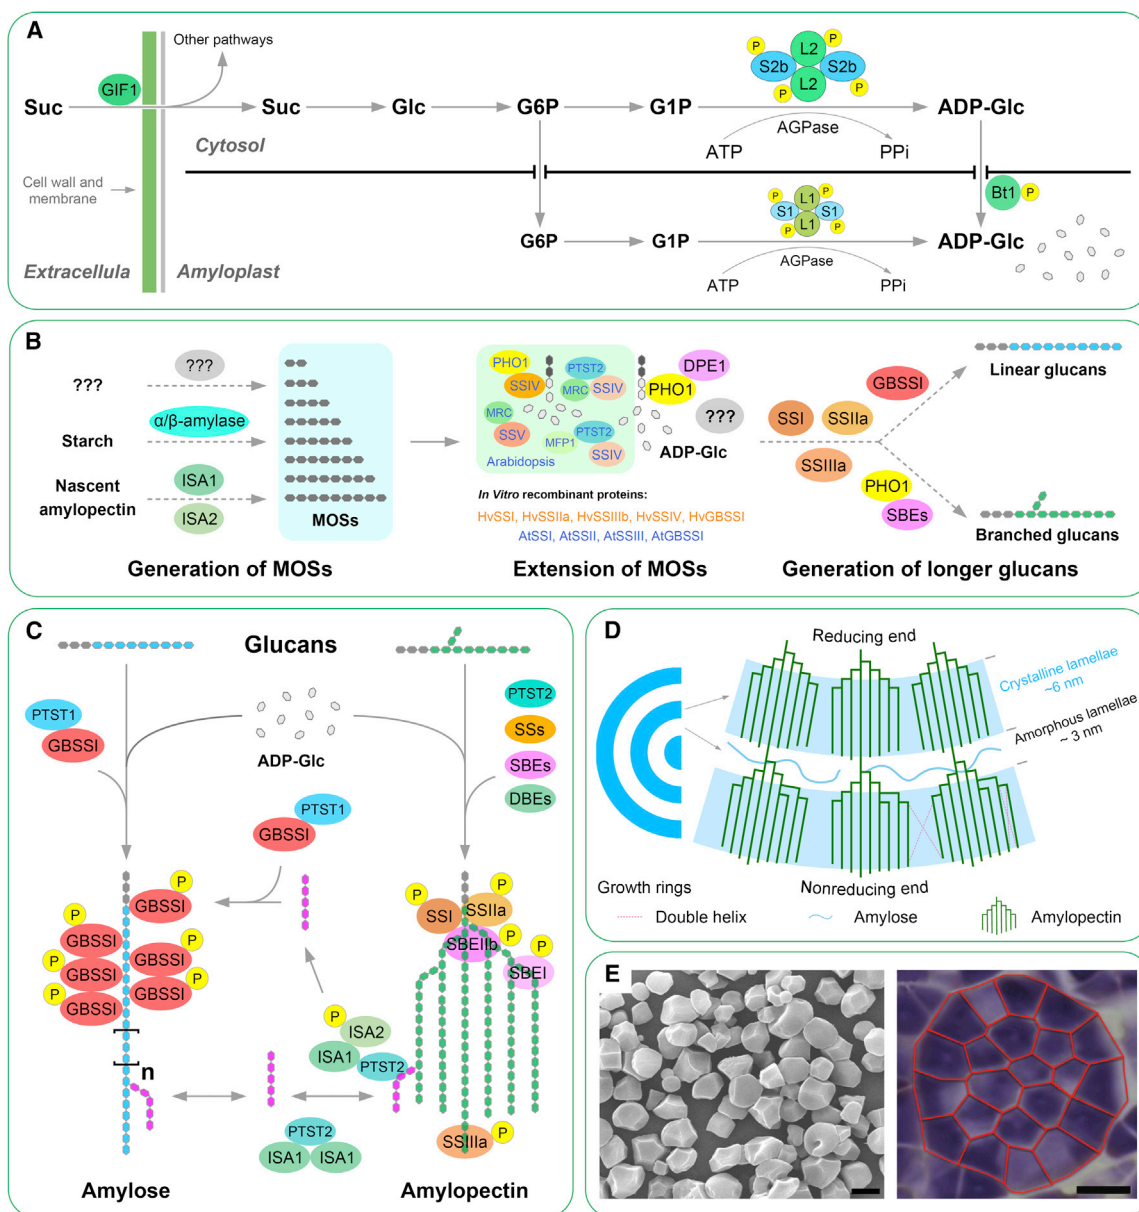 A
Other pathways
GIF1
Suc
Suc
Glc
G6P
G1P
ADP-Glc
P
L2
P
S2b
S2b
P
L2
P
AGPase
ATP
PPi
Cytosol
Cell wall and
membrane
Bt1
P
L1
P
S1
S1
P
L1
P
G6P
G1P
ADP-Glc
AGPase
ATP
PPi
Extracellula
Amyloplast
B
???
???
α/β-amylase
Starch
Nascent
amylopectin
ISA1
ISA2
MOSs
Generation of MOSs
PHO1
SSIV
PTST2
MRC
SSIV
MRC
SSV
MFP1
PTST2
SSIV
Arabidopsis
DPE1
PHO1
???
ADP-Glc
In Vitro recombinant proteins:
HvSSI, HvSSIIa, HvSSIIIb, HvSSIV, HvGBSSI
AtSSI, AtSSII, AtSSIII, AtGBSSI
Extension of MOSs
GBSSI
Linear glucans
SSI
SSIIa
SSIIIa
PHO1
SBEs
Branched glucans
Generation of longer glucans
C
Glucans
PTST1
GBSSI
ADP-Glc
PTST2
SSs
SBEs
DBEs
PTST1
GBSSI
P
GBSSI
P
GBSSI
P
GBSSI
P
GBSSI
P
GBSSI
P
GBSSI
n
P
P
SSI
SSIIa
SBEIIb
P
P
SBEI
P
ISA2
ISA1
PTST2
PTST2
ISA1
ISA1
SSIIIa
P
Amylose
Amylopectin
D
Reducing end
Crystalline lamellae
~6 nm
Amorphous lamellae
~ 3 nm
Growth rings
Nonreducing end
Double helix
Amylose
Amylopectin
E